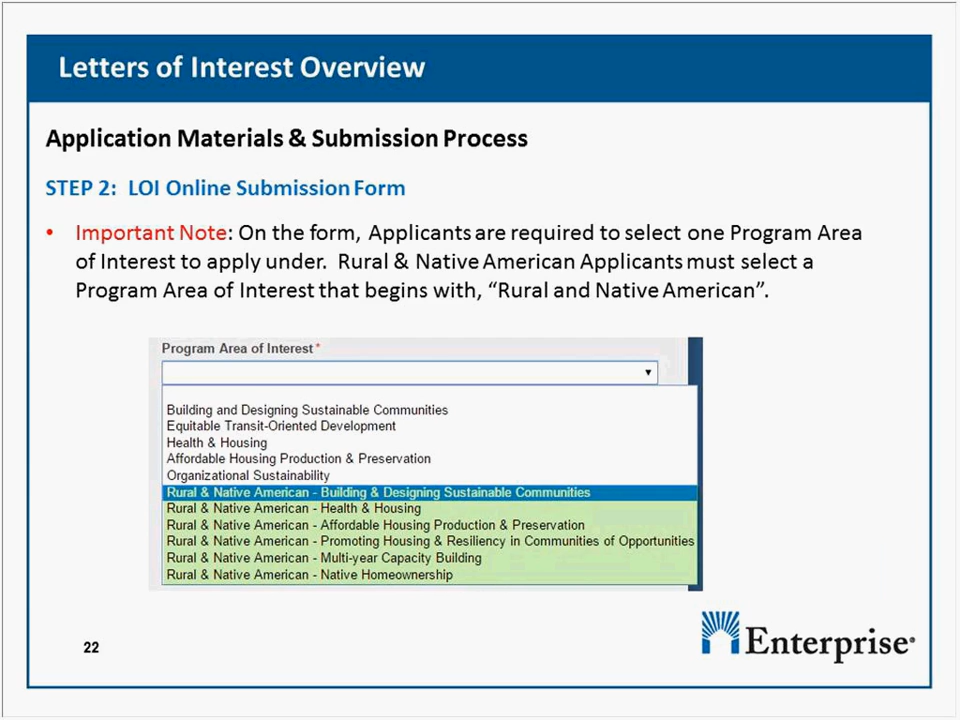 Letters of Interest Overview
Application Materials & Submission Process
STEP 2: LOI Online Submission Form
• Important Note: On the form, Applicants are required to select one Program Area
of Interest to apply under. Rural & Native American Applicants must select a
Program Area of Interest that begins with, “Rural and Native American”.
Program Area of Interest *
Building and Designing Sustainable Communities
Equitable Transit-Oriented Development
Health & Housing
Affordable Housing Production & Preservation
Organizational Sustainability
Rural & Native American - Building & Designing Sustainable Communities
Rural & Native American - Health & Housing
Rural & Native American - Affordable Housing Production & Preservation
Rural & Native American - Promoting Housing & Resiliency in Communities of Opportunities
Rural & Native American - Multi-year Capacity Building
Rural & Native American - Native Homeownership
22
Enterprise®